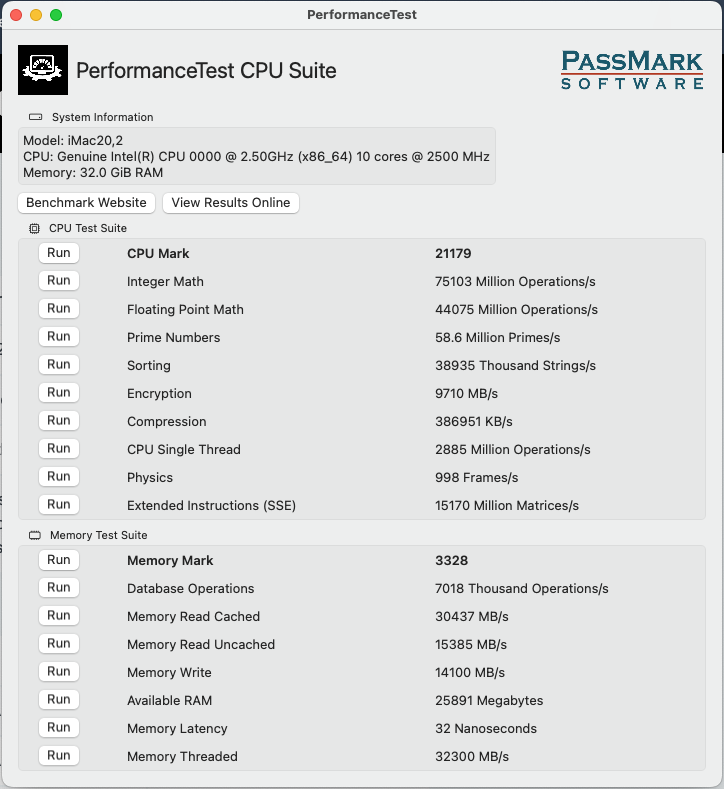 PerformanceTest
PerformanceTest CPU Suite
PASSMARK
SOFTWARE
System Information
Model: iMac20,2
CPU: Genuine Intel(R) CPU 0000 @ 2.50GHz (x86_64) 10 cores @ 2500 MHz
Memory: 32.0 GiB RAM
Benchmark Website View Results Online
CPU Test Suite
Run CPU Mark 21179
Run Integer Math 75103 Million Operations/s
Run Floating Point Math 44075 Million Operations/s
Run Prime Numbers 58.6 Million Primes/s
Run Sorting 38935 Thousand Strings/s
Run Encryption 9710 MB/s
Run Compression 386951 KB/s
Run CPU Single Thread 2885 Million Operations/s
Run Physics 998 Frames/s
Run Extended Instructions (SSE) 15170 Million Matrices/s
Memory Test Suite
Run Memory Mark 3328
Run Database Operations 7018 Thousand Operations/s
Run Memory Read Cached 30437 MB/s
Run Memory Read Uncached 15385 MB/s
Run Memory Write 14100 MB/s
Run Available RAM 25891 Megabytes
Run Memory Latency 32 Nanoseconds
Run Memory Threaded 32300 MB/s